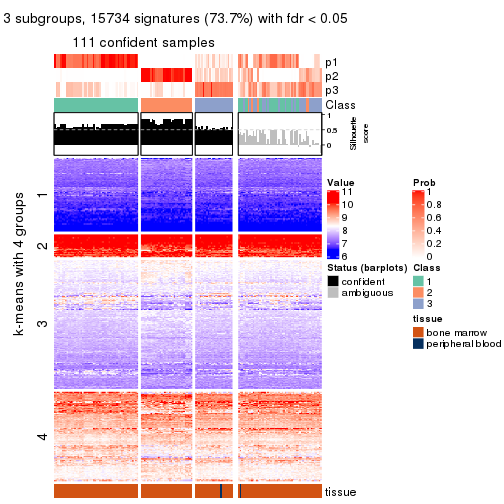 3 subgroups, 15734 signatures (73.7%) with fdr < 0.05
111 confident samples
p1
p2
p3
Class
1
0.5
0
Silhouette
score
k-means with 4 groups
1
2
3
4
tissue
Value
11
10
9
8
7
6
Prob
1
0.8
0.6
0.4
0.2
0
Status (barplots)
confident
ambiguous
Class
1
2
3
tissue
bone marrow
peripheral blood